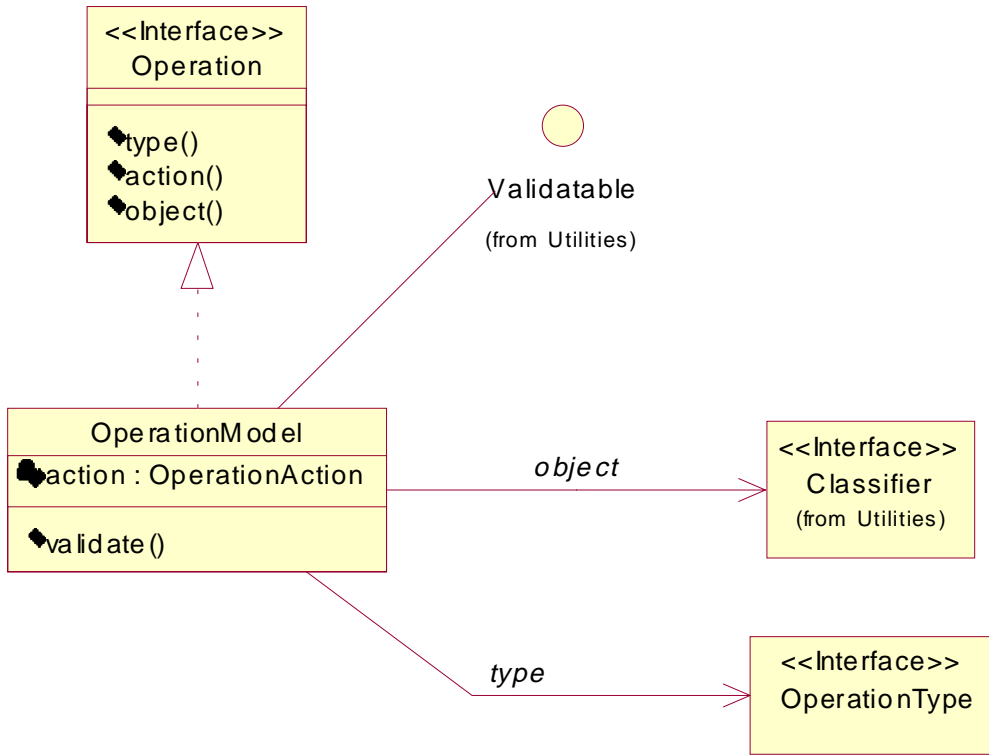 <<Interface>>
Operation
type()
action()
object()
Validatable
(from Utilities)
OperationModel
action : OperationAction
validate()
object
<<Interface>>
Classifier
(from Utilities)
type
<<Interface>>
OperationType